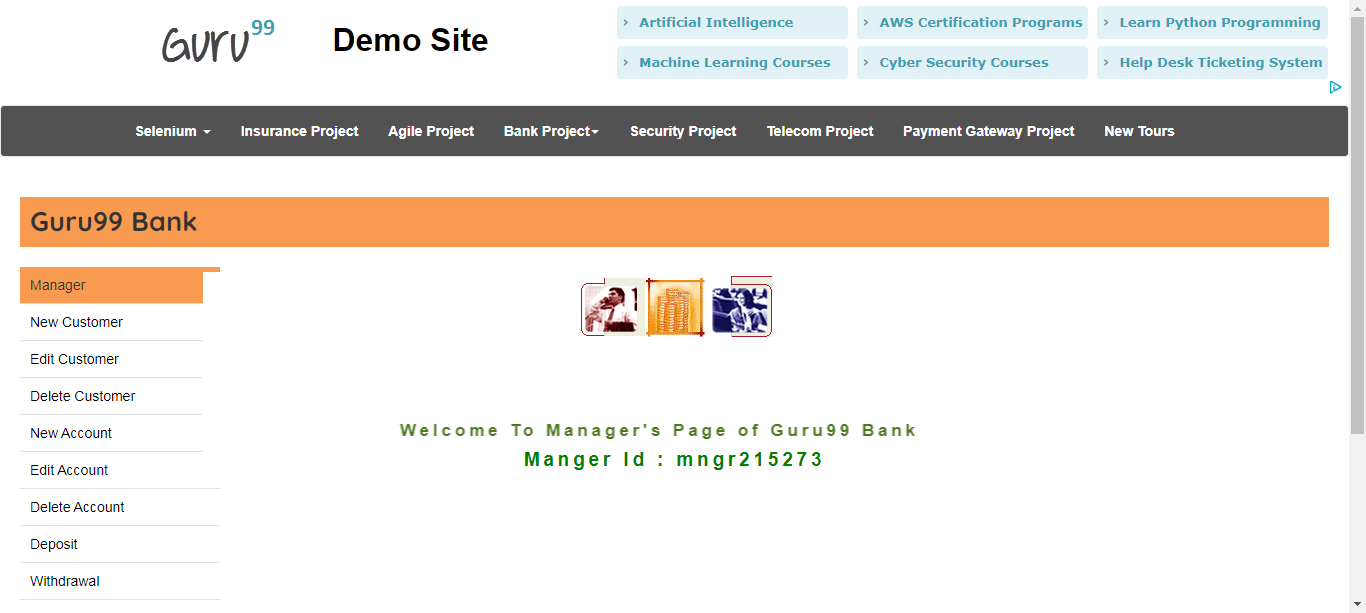 Guru99
Demo Site
Artificial Intelligence
AWS Certification Programs
Learn Python Programming
Machine Learning Courses
Cyber Security Courses
Help Desk Ticketing System
Selenium Insurance Project Agile Project Bank Project Security Project Telecom Project Payment Gateway Project New Tours
Guru99 Bank
Manager
New Customer
Edit Customer
Delete Customer
New Account
Edit Account
Delete Account
Deposit
Withdrawal
Welcome To Manager's Page of Guru99 Bank
Manger Id : mngr215273